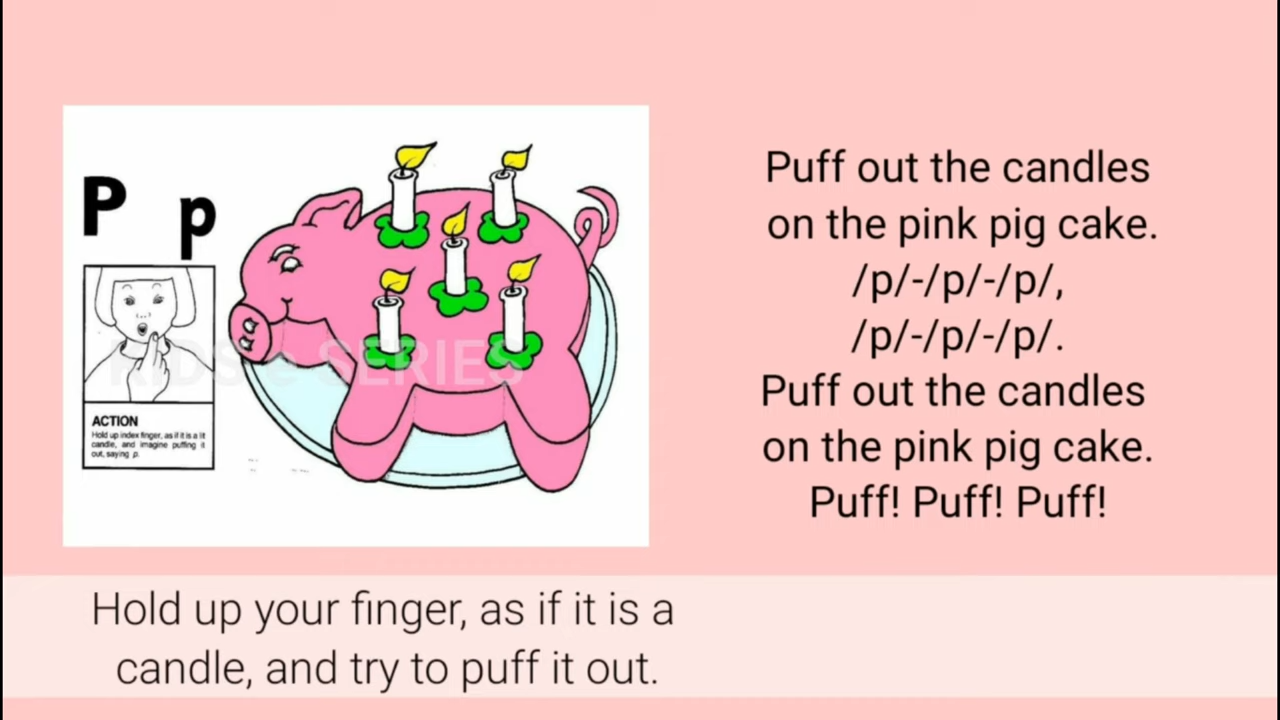 P p
ACTION
Hold up index finger, as if it is a lit
candle, and imagine puffing it
out, saying p.
KIDS e SERIES
Puff out the candles
on the pink pig cake.
/p/-/p/-/p/,
/p/-/p/-/p/.
Puff out the candles
on the pink pig cake.
Puff! Puff! Puff!
Hold up your finger, as if it is a
candle, and try to puff it out.